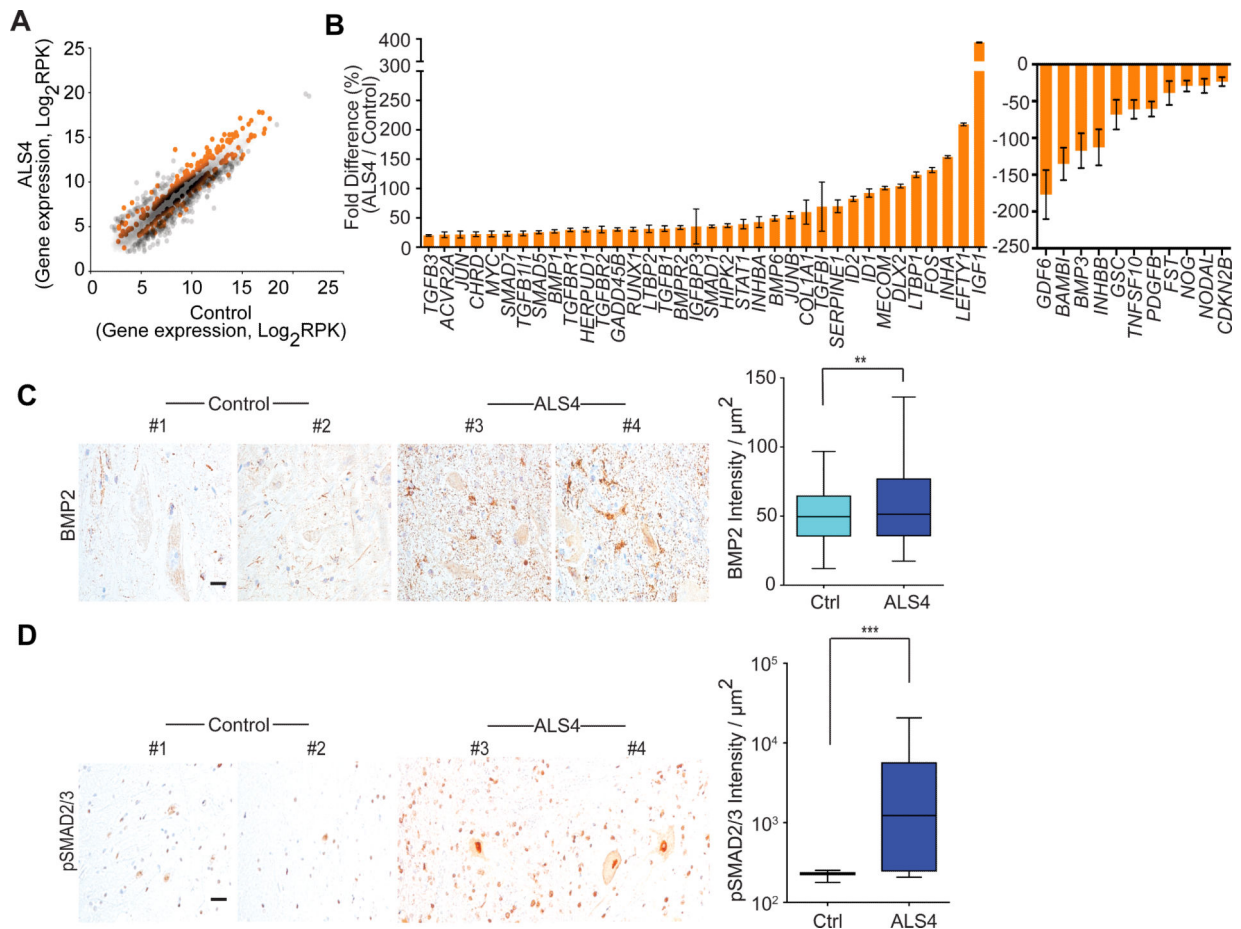 A
25
20
15
10
5
0
0 5 10 15 20 25
ALS4
(Gene expression, Log2RPK)
Control
(Gene expression, Log2RPK)
B
400
300
200
150
100
50
0
Fold Difference (%)
(ALS4 / Control)
TGFB3
ACVR2A
JUN
CHRD
MYC
SMAD7
TGFB1I1
SMAD5
BMP1
TGFBR1
HERPUD1
TGFBR2
GADD45B
RUNX1
LTBP2
TGFB1
BMPR2
IGFBP3
SMAD1
HIPK2
STAT1
INHBA
BMP6
JUNB
COL1A1
TGFBI
SERPINE1
ID2
ID1
MECOM
DLX2
LTBP1
FOS
INHA
LEFTY1
IGF1
0
-50
-100
-150
-200
-250
GDF6
BAMBI
BMP3
INHBB
GSC
TNFSF10
PDGFB
FST
NOG
NODAL
CDKN2B
C
Control
ALS4
#1 #2 #3 #4
BMP2
**
150
100
50
0
BMP2 Intensity / µm2
Ctrl ALS4
D
Control
ALS4
#1 #2 #3 #4
pSMAD2/3
***
105
104
103
102
pSMAD2/3 Intensity / µm2
Ctrl ALS4